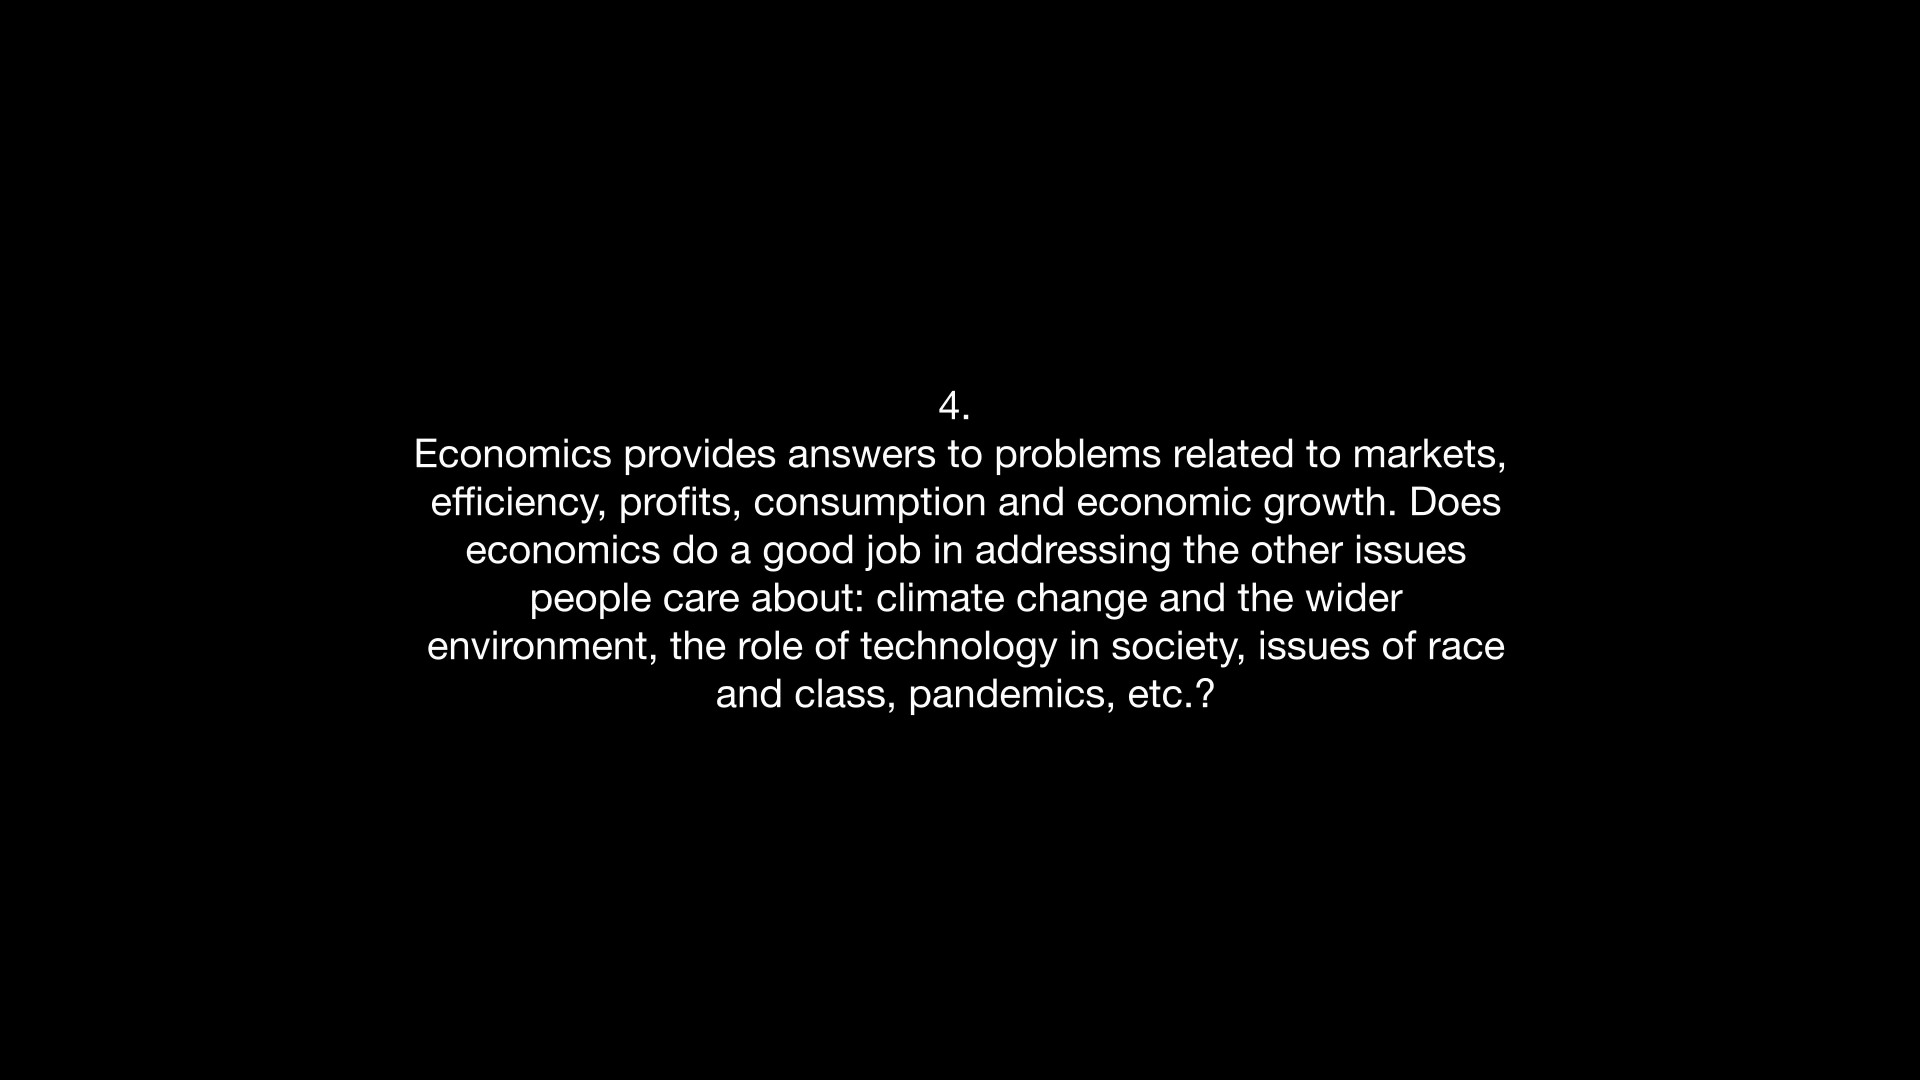 4.
Economics provides answers to problems related to markets,
efficiency, profits, consumption and economic growth. Does
economics do a good job in addressing the other issues
people care about: climate change and the wider
environment, the role of technology in society, issues of race
and class, pandemics, etc.?